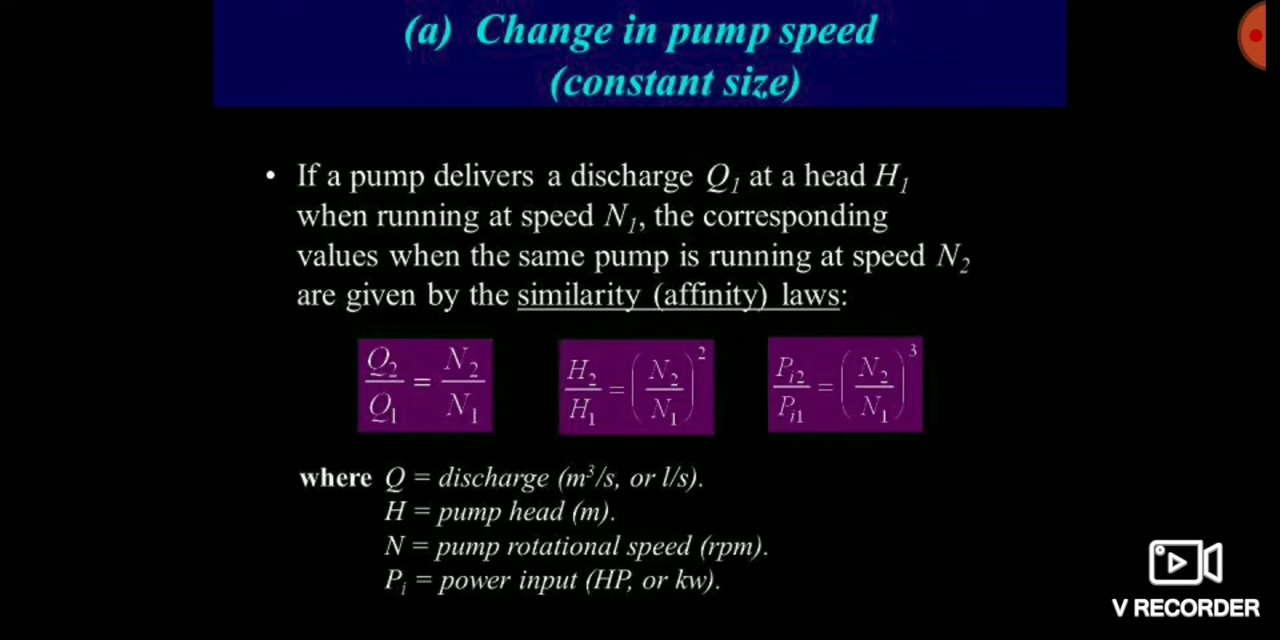 (a) Change in pump speed
(constant size)
• If a pump delivers a discharge Q₁ at a head H₁
when running at speed N₁, the corresponding
values when the same pump is running at speed N₂
are given by the similarity (affinity) laws:
Q₂/Q₁ = N₂/N₁ H₂/H₁ = (N₂/N₁)² Pᵢ₂/Pᵢ₁ = (N₂/N₁)³
where Q = discharge (m³/s, or l/s).
H = pump head (m).
N = pump rotational speed (rpm).
Pᵢ = power input (HP, or kw).
V RECORDER